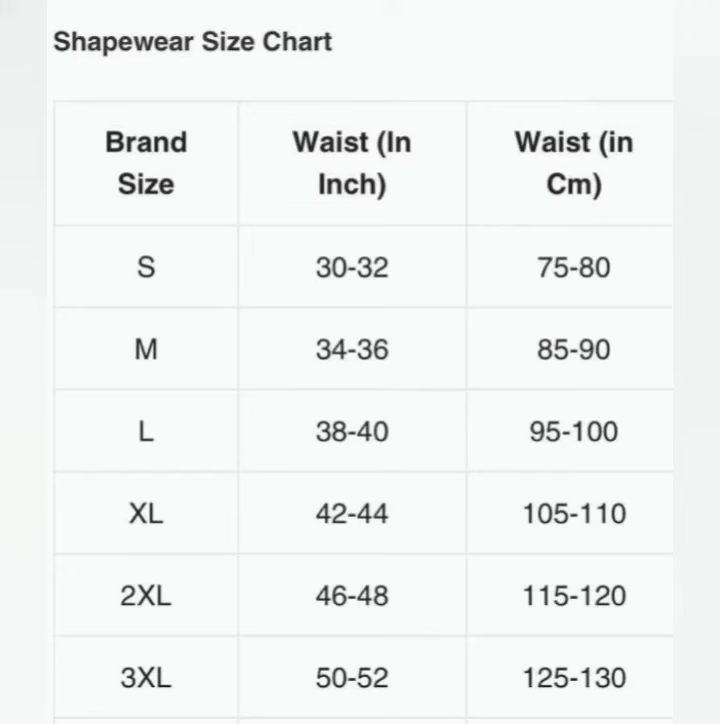 Shapewear Size Chart
Brand Size | Waist (In Inch) | Waist (in Cm)
S | 30-32 | 75-80
M | 34-36 | 85-90
L | 38-40 | 95-100
XL | 42-44 | 105-110
2XL | 46-48 | 115-120
3XL | 50-52 | 125-130